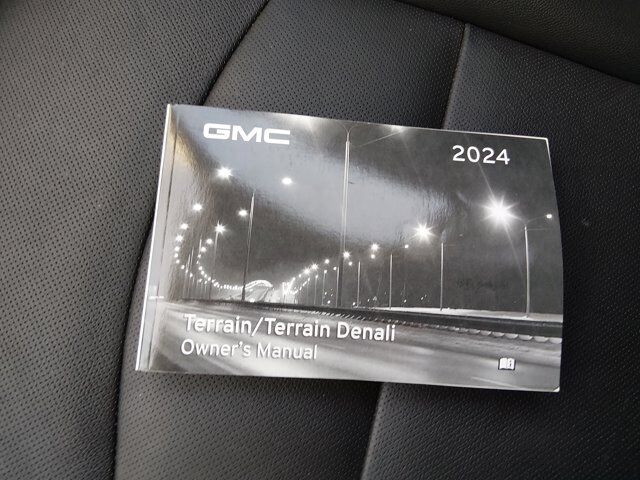 GMC
2024
Terrain/Terrain Denali
Owner's Manual